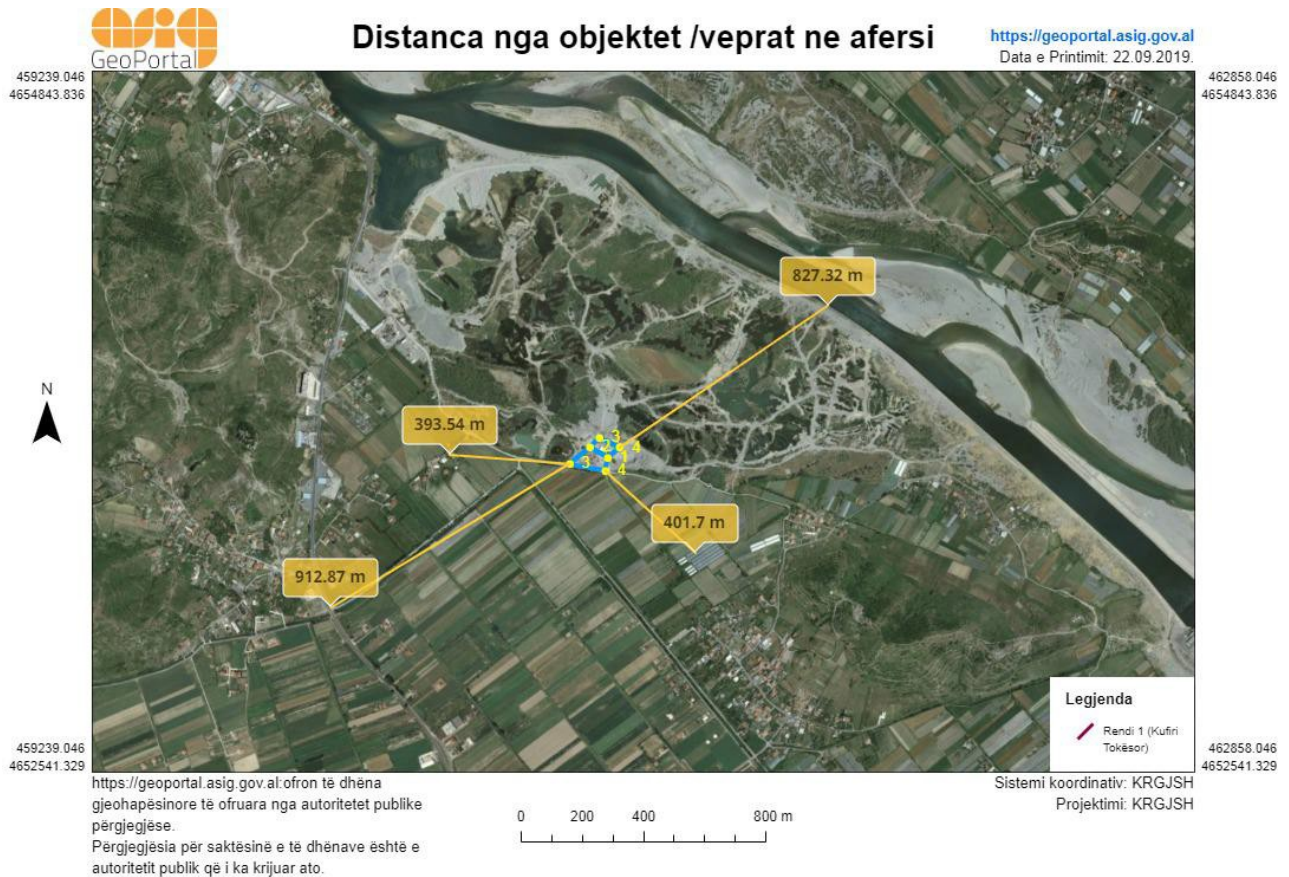 asig
GeoPortal
Distanca nga objektet /veprat ne afersi
https://geoportal.asig.gov.al
Data e Printimit: 22.09.2019.
459239.046
4654843.836
462858.046
4654843.836
827.32 m
N
393.54 m
3
2
4
1
3
4
401.7 m
912.87 m
Legjenda
Rendi 1 (Kufiri
Tokësor)
459239.046
4652541.329
462858.046
4652541.329
https://geoportal.asig.gov.al:ofron të dhëna
gjeohapësinore të ofruara nga autoritetet publike
përgjegjëse.
Përgjegjësia për saktësinë e të dhënave është e
autoritetit publik që i ka krijuar ato.
0 200 400 800 m
Sistemi koordinativ: KRGJSH
Projektimi: KRGJSH